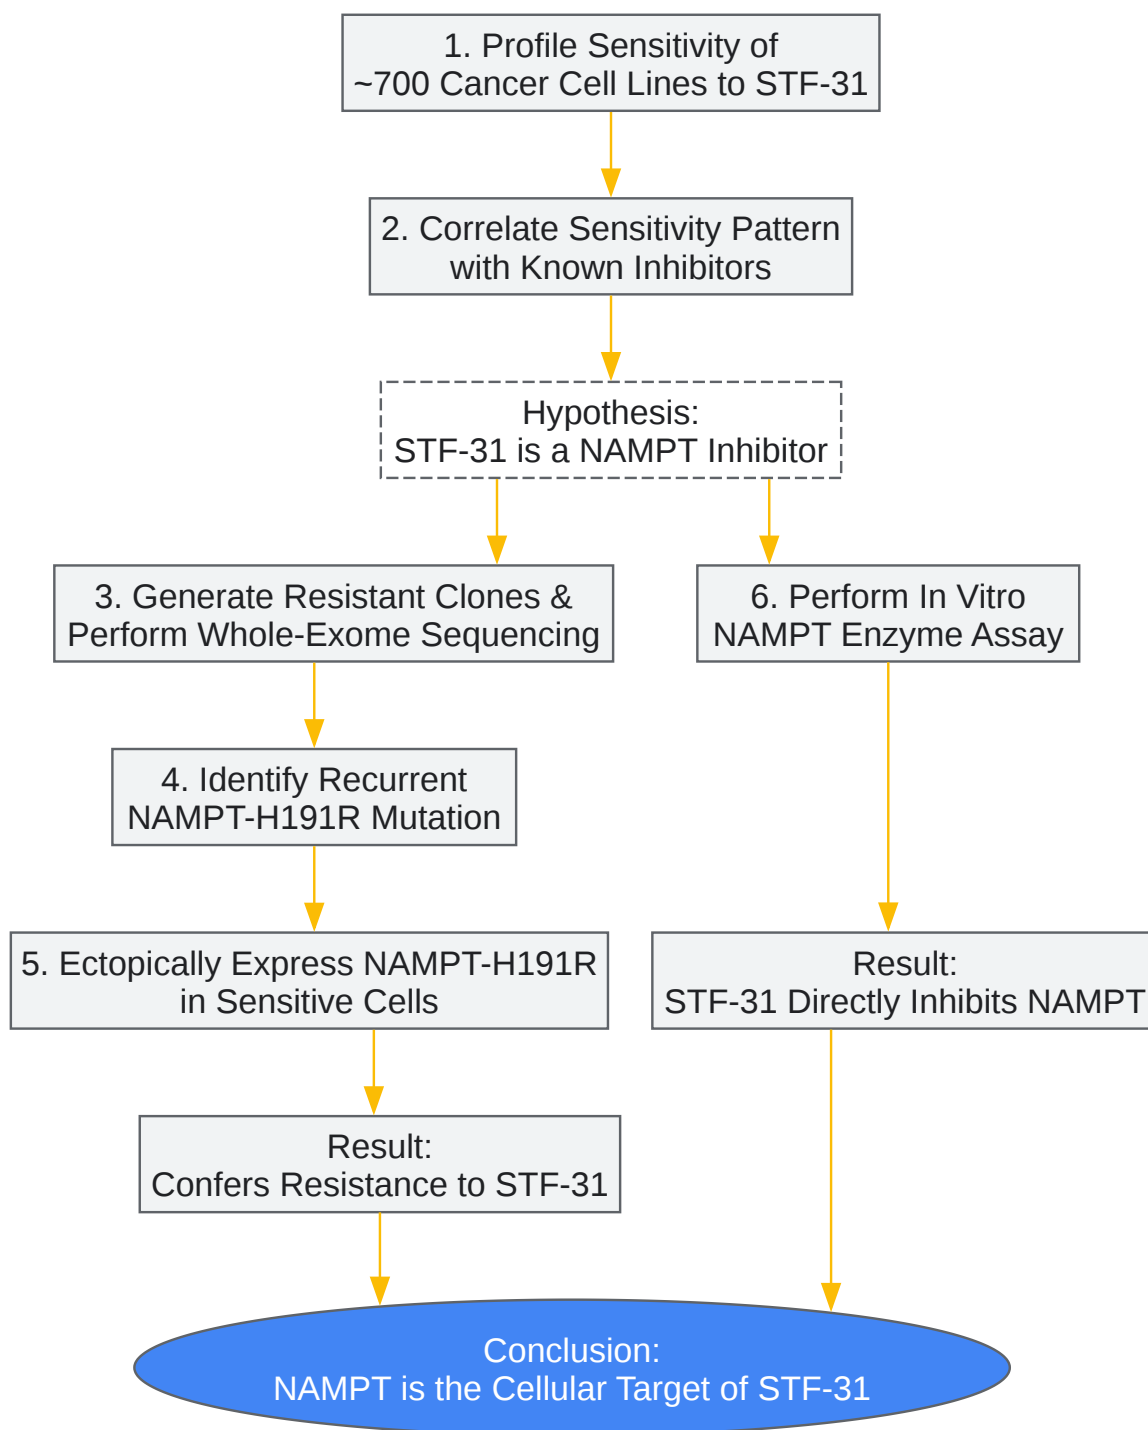 1. Profile Sensitivity of
~700 Cancer Cell Lines to STF-31
2. Correlate Sensitivity Pattern
with Known Inhibitors
Hypothesis:
STF-31 is a NAMPT Inhibitor
3. Generate Resistant Clones &
Perform Whole-Exome Sequencing
6. Perform In Vitro
NAMPT Enzyme Assay
4. Identify Recurrent
NAMPT-H191R Mutation
5. Ectopically Express NAMPT-H191R
in Sensitive Cells
Result:
STF-31 Directly Inhibits NAMPT
Result:
Confers Resistance to STF-31
Conclusion:
NAMPT is the Cellular Target of STF-31